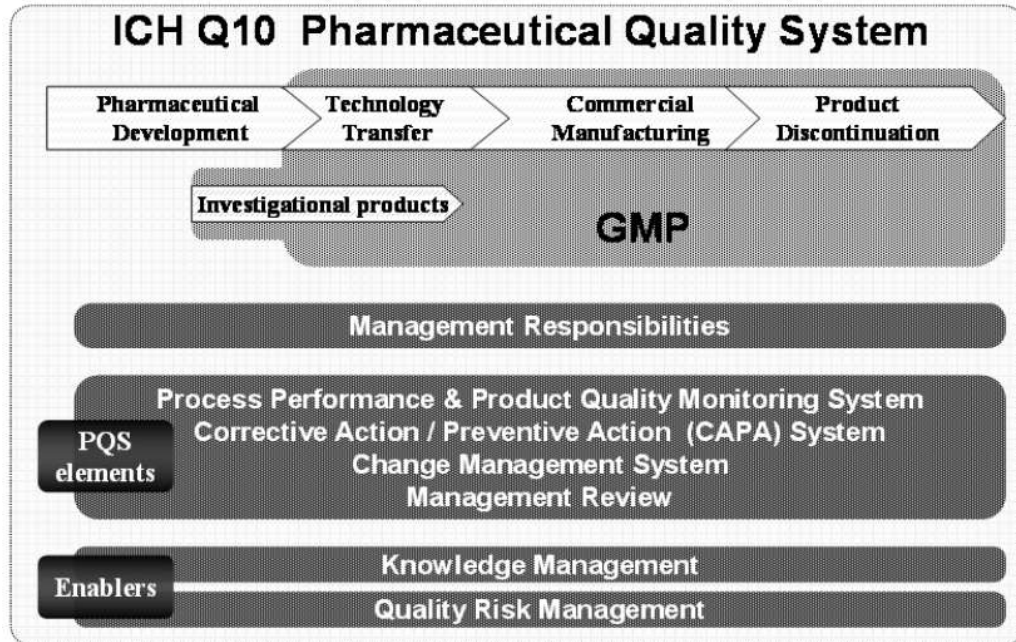 ICH Q10 Pharmaceutical Quality System
Pharmaceutical
Development
Technology
Transfer
Commercial
Manufacturing
Product
Discontinuation
Investigational products
GMP
Management Responsibilities
PQS
elements
Process Performance & Product Quality Monitoring System
Corrective Action / Preventive Action (CAPA) System
Change Management System
Management Review
Enablers
Knowledge Management
Quality Risk Management